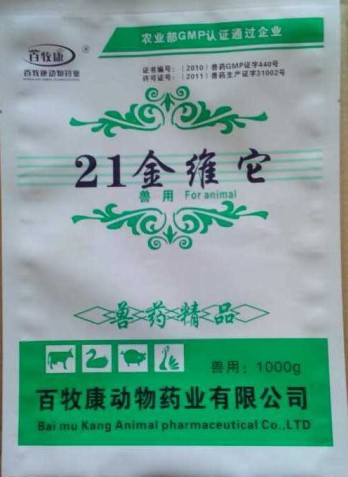 农业部GMP认证通过企业
百牧康
®
百牧康动物药业
证书编号：（2010）兽药GMP证字440号
许可证号：（2011）兽药生产证字31002号
21金维它
兽用 For animal
兽药精品
兽用：1000g
百牧康动物药业有限公司
Bai mu Kang Animal pharmaceutical Co.,LTD